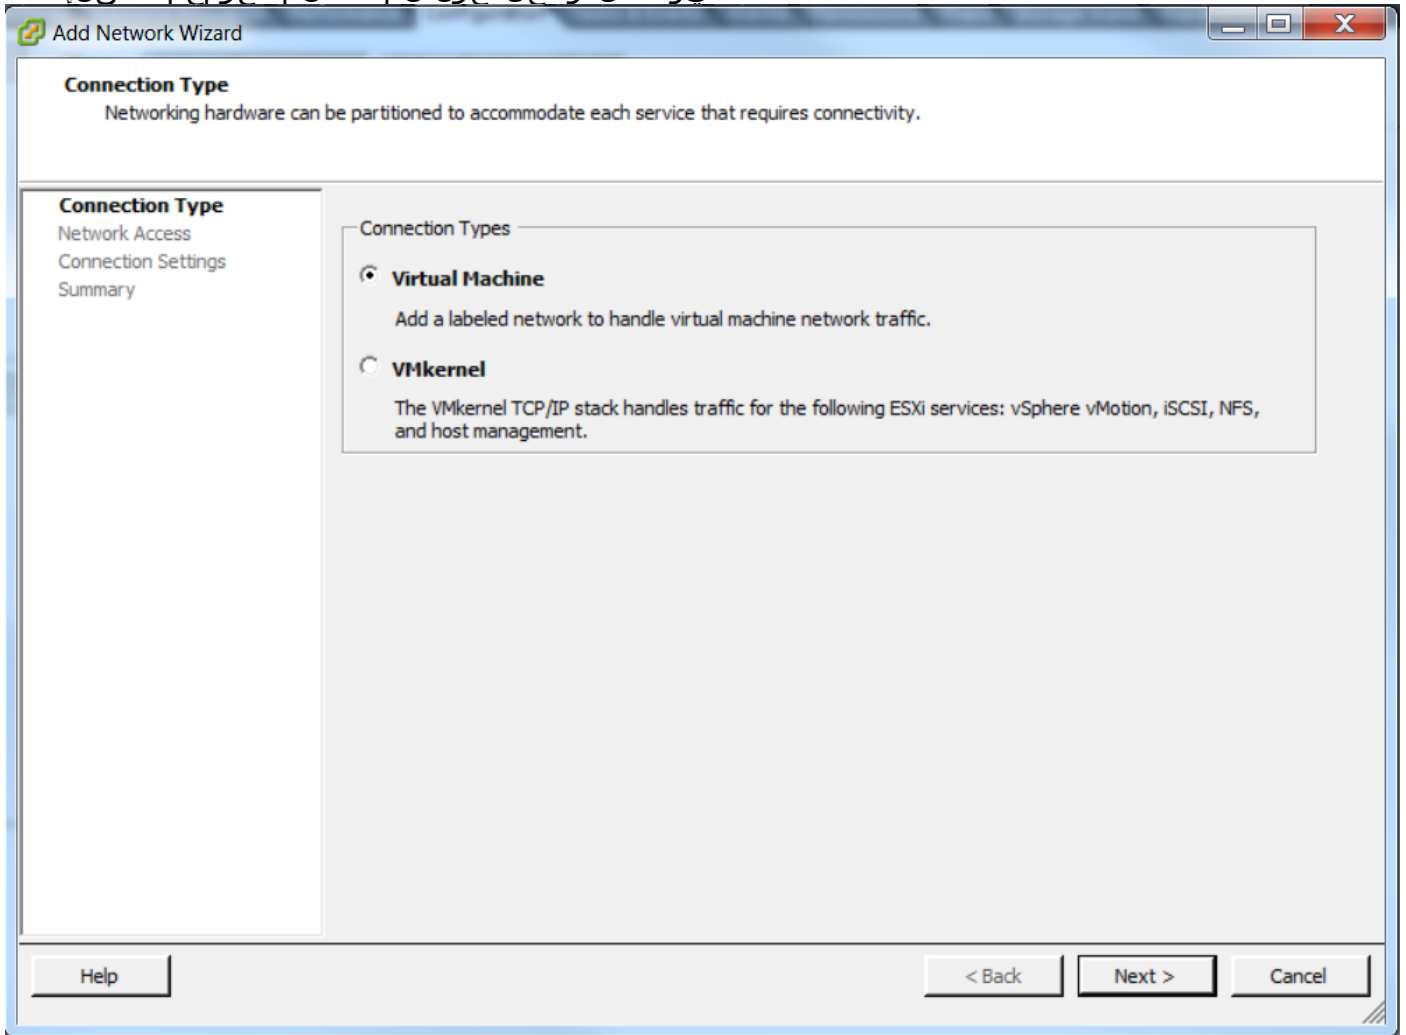 Add Network Wizard
Connection Type
Networking hardware can be partitioned to accommodate each service that requires connectivity.
Connection Type
Network Access
Connection Settings
Summary
Connection Types
Virtual Machine
Add a labeled network to handle virtual machine network traffic.
VMkernel
The VMkernel TCP/IP stack handles traffic for the following ESXi services: vSphere vMotion, iSCSI, NFS,
and host management.
Help
< Back
Next >
Cancel